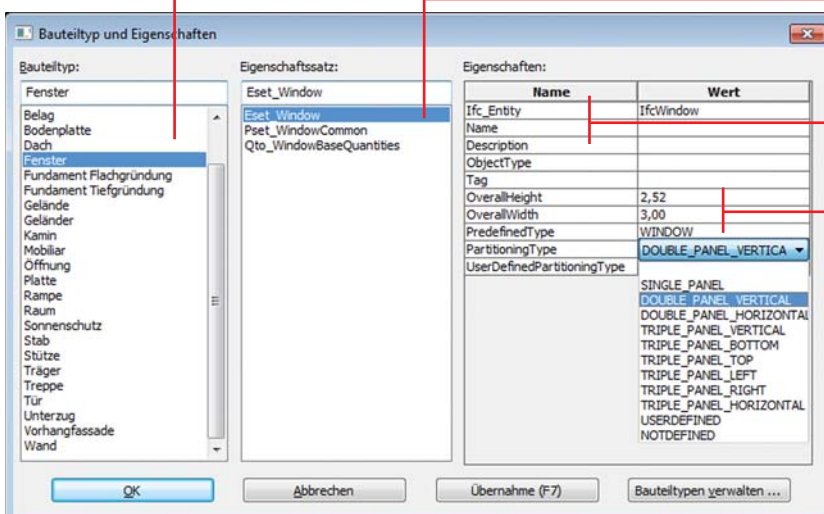 Bauteiltyp und Eigenschaften
Bauteiltyp:
Fenster
Belag
Bodenplatte
Dach
Fenster
Fundament Flachgründung
Fundament Tiefgründung
Gelände
Geländer
Kamin
Mobiliar
Öffnung
Platte
Rampe
Raum
Sonnenschutz
Stab
Stütze
Träger
Treppe
Tür
Unterzug
Vorhangfassade
Wand
Eigenschaftssatz:
Eset_Window
Eset_Window
Pset_WindowCommon
Qto_WindowBaseQuantities
Eigenschaften:
Name Wert
Ifc_Entity IfcWindow
Name
Description
ObjectType
Tag
OverallHeight 2,52
OverallWidth 3,00
PredefinedType WINDOW
PartitioningType DOUBLE_PANEL_VERTICA
UserDefinedPartitioningType
SINGLE_PANEL
DOUBLE_PANEL_VERTICAL
DOUBLE_PANEL_HORIZONTAL
TRIPLE_PANEL_VERTICAL
TRIPLE_PANEL_BOTTOM
TRIPLE_PANEL_TOP
TRIPLE_PANEL_LEFT
TRIPLE_PANEL_RIGHT
TRIPLE_PANEL_HORIZONTAL
USERDEFINED
NOTDEFINED
OK Abbrechen Übernahme (F7) Bauteiltypen verwalten ...